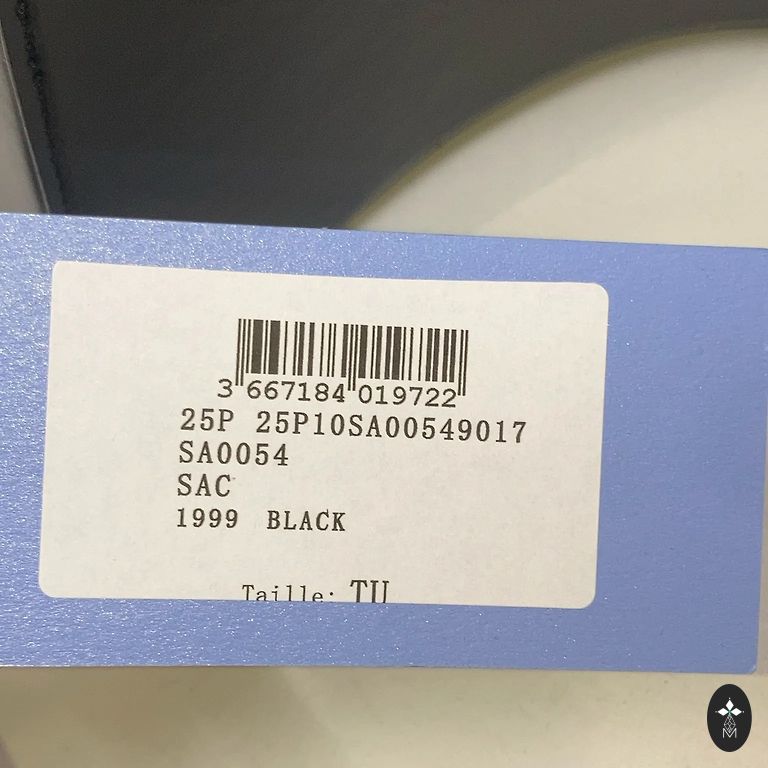 3 667184 019722
25P 25P10SA00549017
SA0054
SAC
1999 BLACK
Taille: TU
M